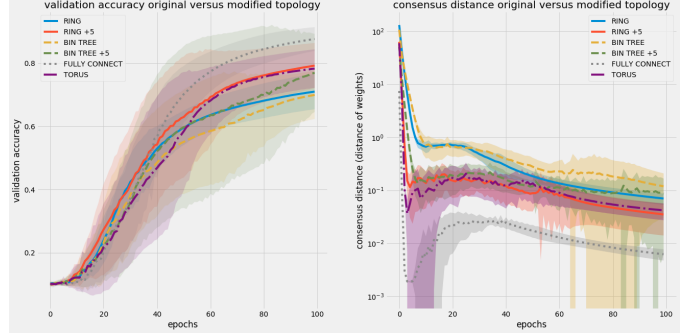 validation accuracy original versus modified topology
RING
RING +5
BIN TREE
BIN TREE +5
FULLY CONNECT
TORUS
0.8
0.6
0.4
0.2
validation accuracy
0
20
40
60
80
100
epochs
consensus distance original versus modified topology
RING
RING +5
BIN TREE
BIN TREE +5
FULLY CONNECT
TORUS
10²
10¹
10⁰
10⁻¹
10⁻²
10⁻³
consensus distance (distance of weights)
0
20
40
60
80
100
epochs